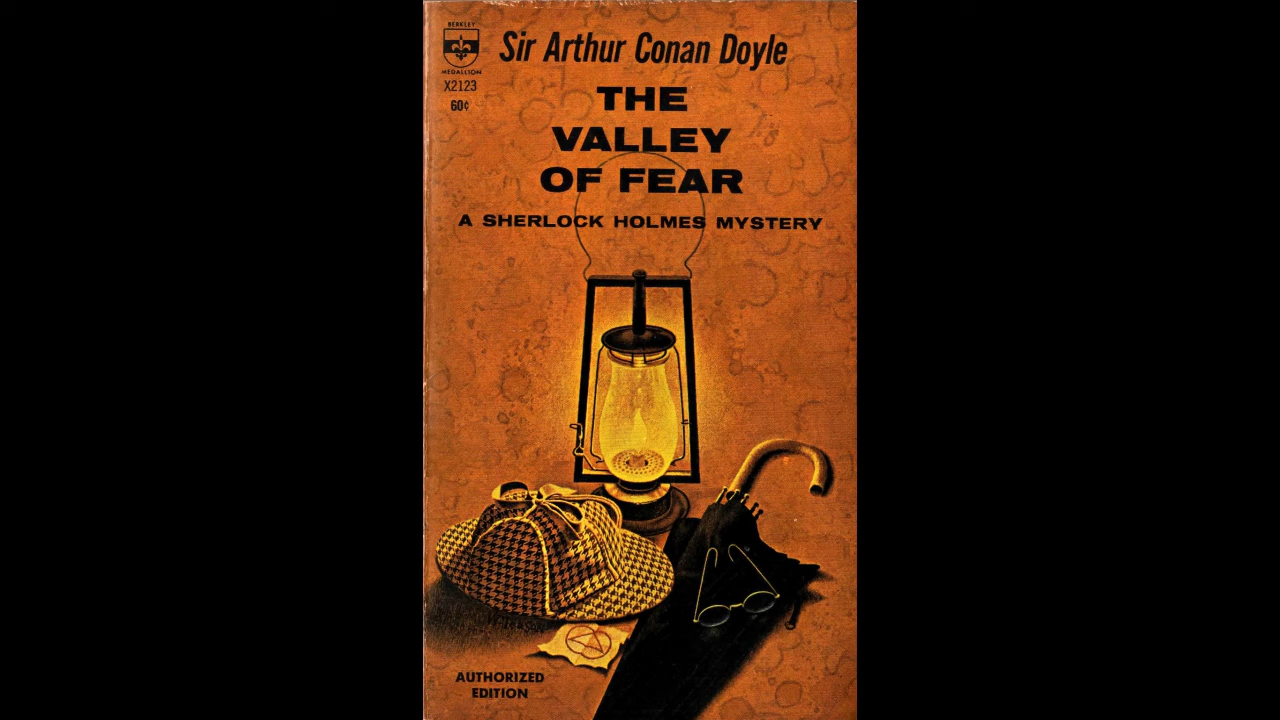 BERKLEY
MEDALLION
X2123
60¢
Sir Arthur Conan Doyle
THE
VALLEY
OF FEAR
A SHERLOCK HOLMES MYSTERY
AUTHORIZED
EDITION